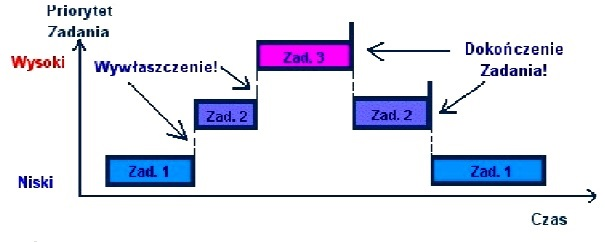 Priorytet
Zadania
Wysoki
Wywłaszczenie!
Zad. 3
Dokończenie
Zadania!
Zad. 2
Zad. 2
Zad. 1
Zad. 1
Niski
Czas